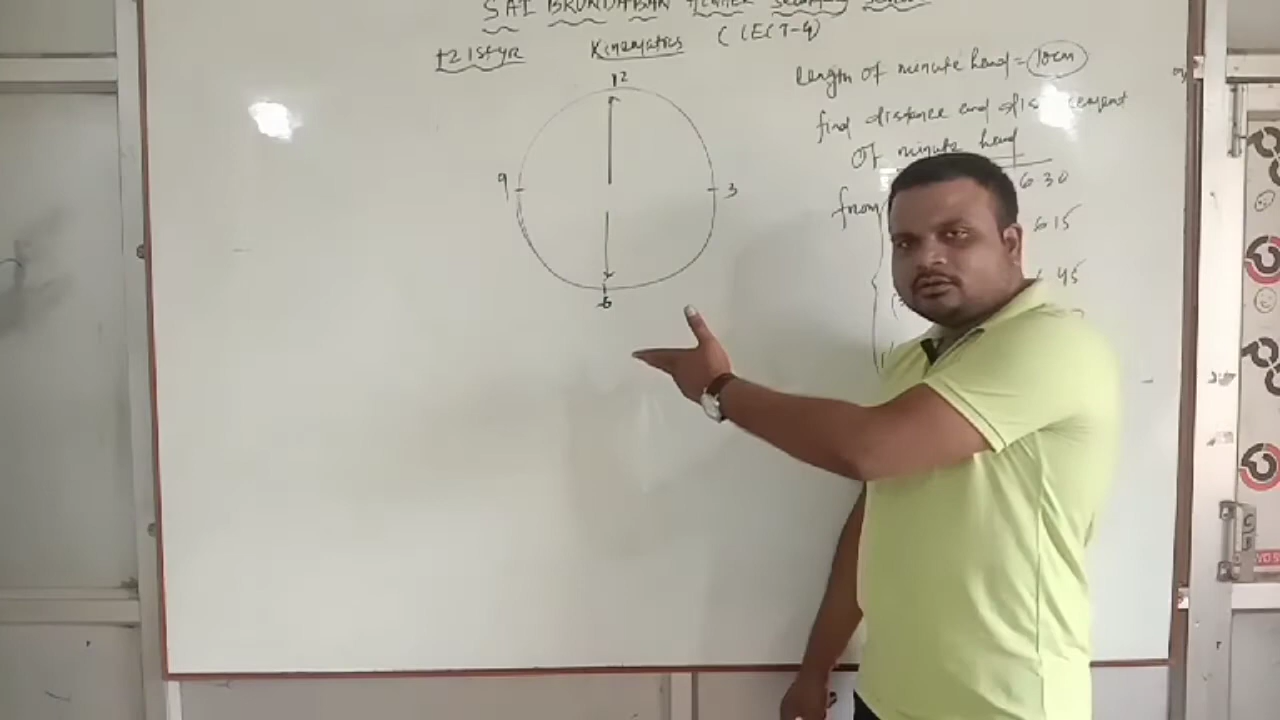 SAI BRUNDABAN Higher Secondary School
+2 1st yr Kinematics (LECT-4)
12
9
3
6
length of minute hand = 10cm
find distance and displacement
of minute hand
from
6 30
6 15
45